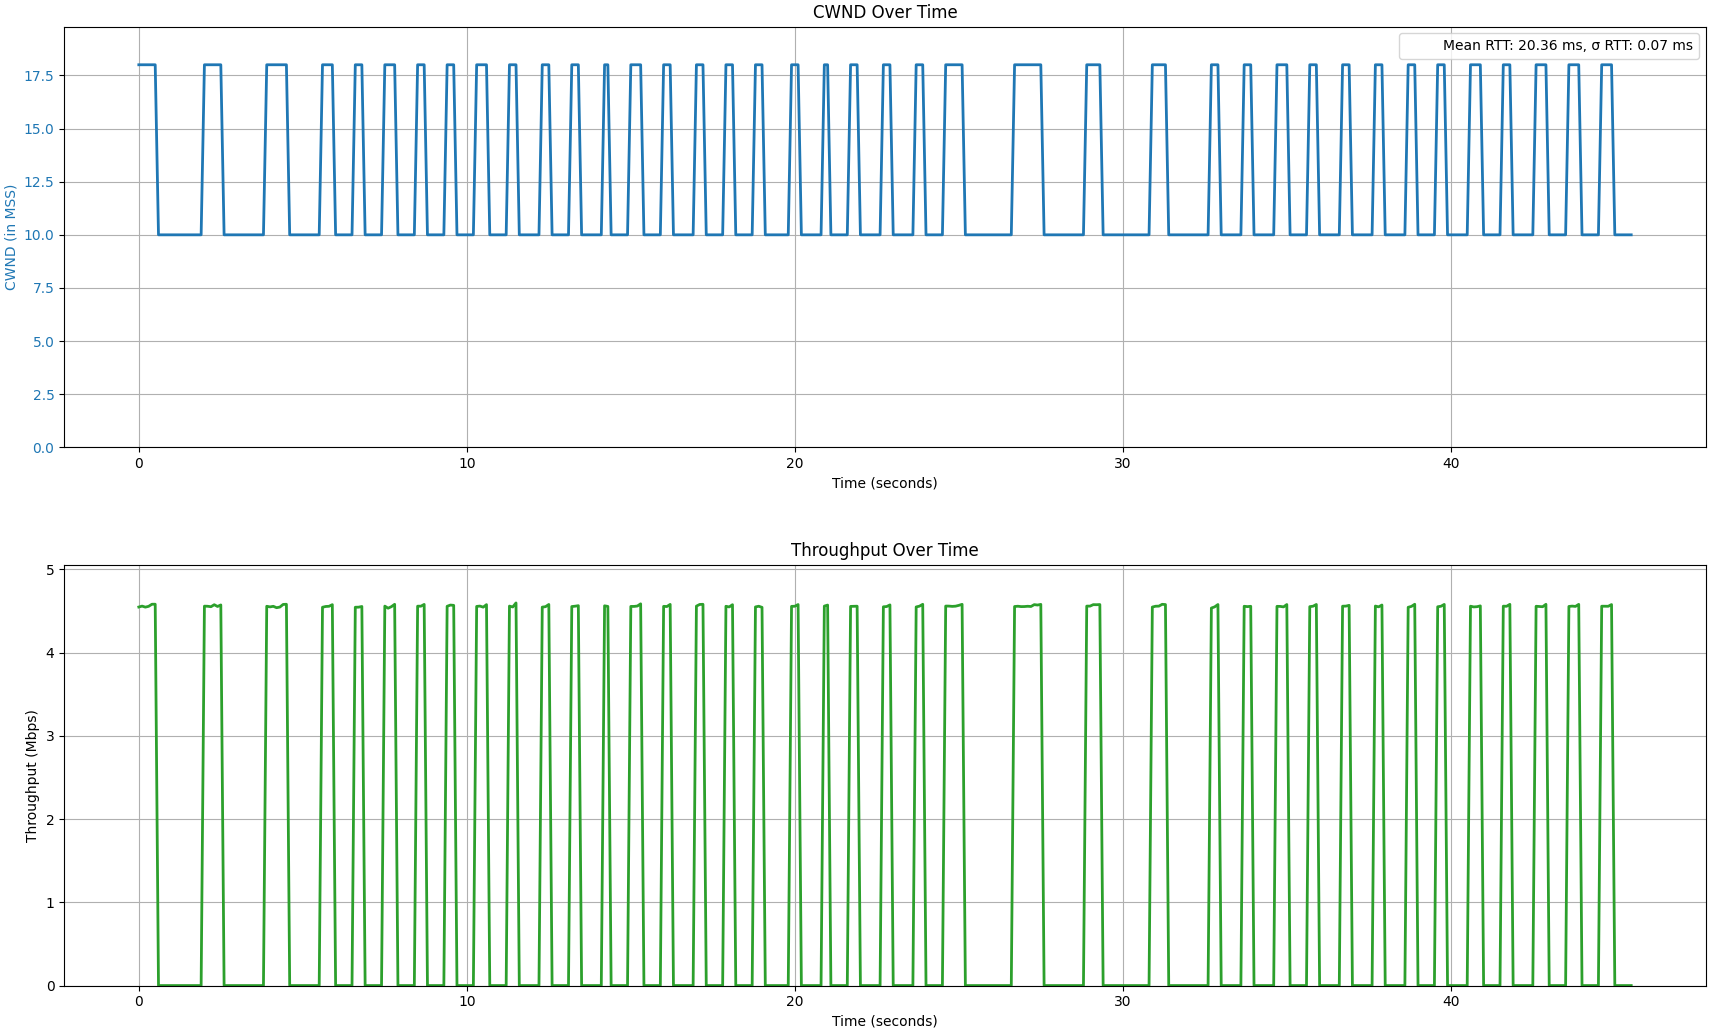 CWND Over Time
Mean RTT: 20.36 ms, σ RTT: 0.07 ms
CWND (in MSS)
17.5
15.0
12.5
10.0
7.5
5.0
2.5
0.0
0 10 20 30 40
Time (seconds)
Throughput Over Time
Throughput (Mbps)
5
4
3
2
1
0
0 10 20 30 40
Time (seconds)